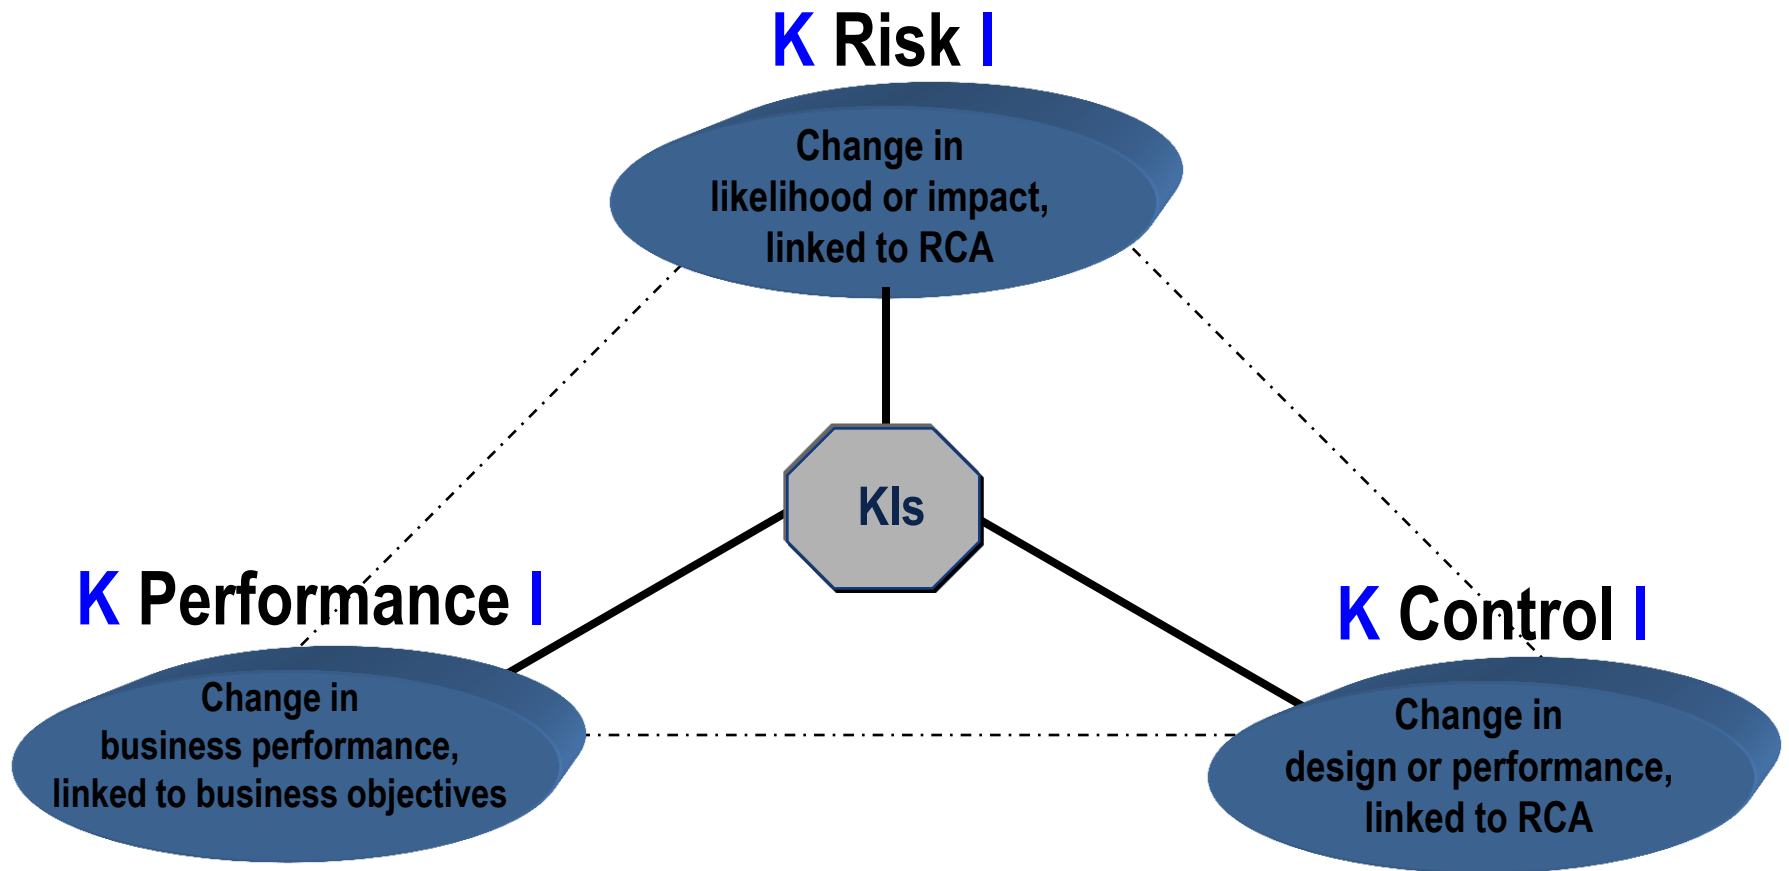 K Risk I
Change in
likelihood or impact,
linked to RCA
KIs
K Performance I
Change in
business performance,
linked to business objectives
K Control I
Change in
design or performance,
linked to RCA